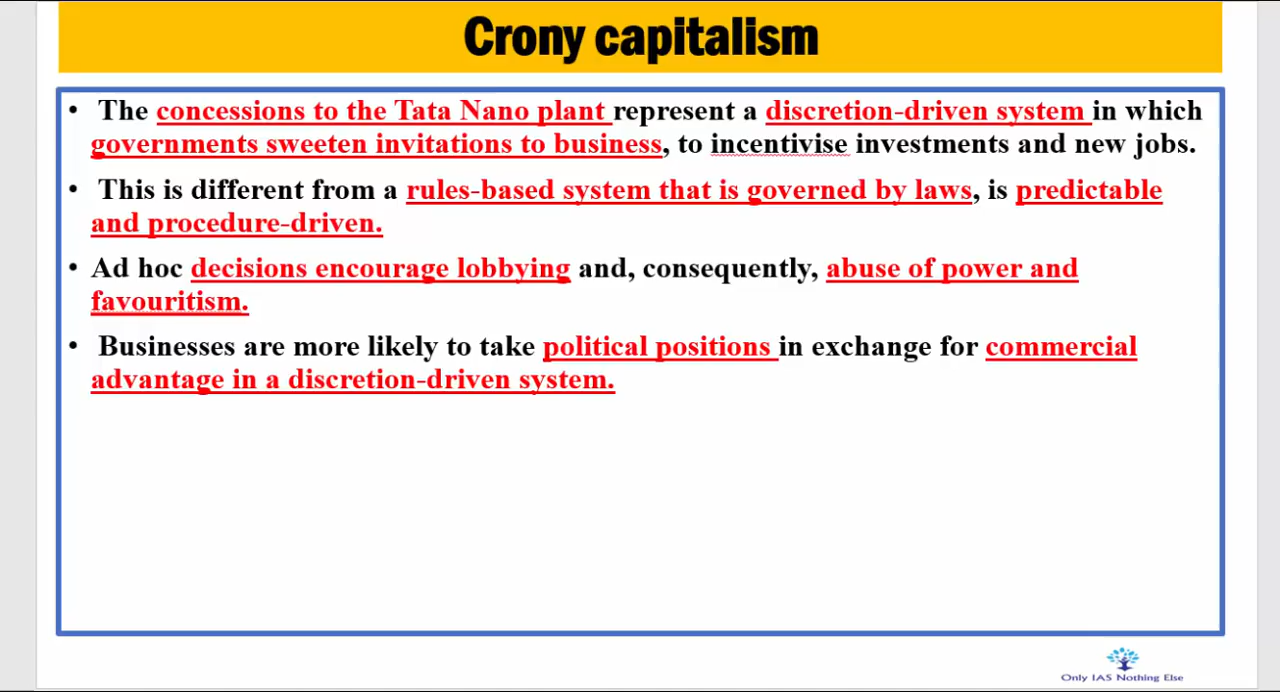 Crony capitalism
• The concessions to the Tata Nano plant represent a discretion-driven system in which
governments sweeten invitations to business, to incentivise investments and new jobs.
• This is different from a rules-based system that is governed by laws, is predictable
and procedure-driven.
• Ad hoc decisions encourage lobbying and, consequently, abuse of power and
favouritism.
• Businesses are more likely to take political positions in exchange for commercial
advantage in a discretion-driven system.
Only IAS Nothing Else